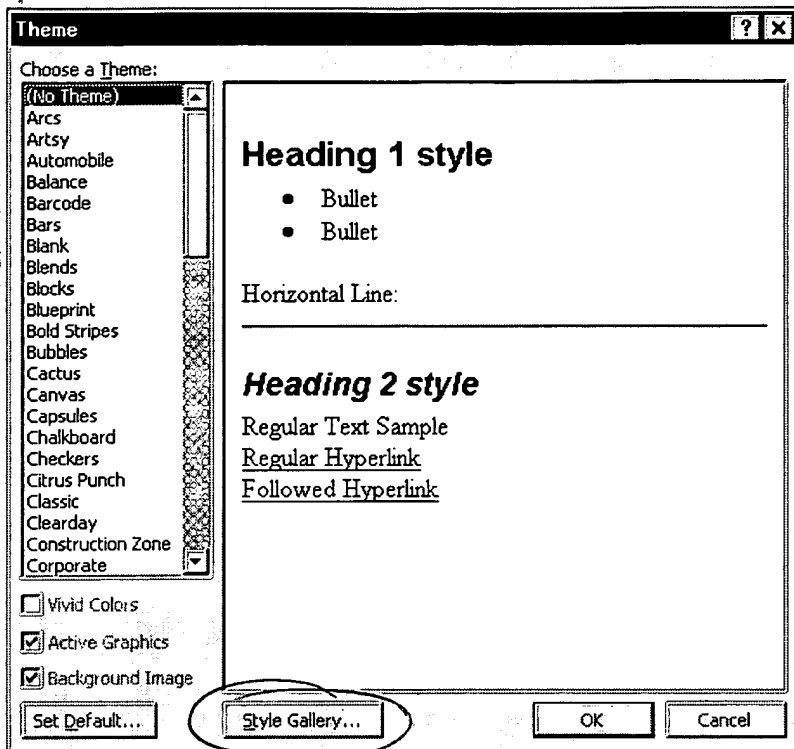 Theme
Choose a Theme:
(No Theme)
Arcs
Artsy
Automobile
Balance
Barcode
Bars
Blank
Blends
Blocks
Blueprint
Bold Stripes
Bubbles
Cactus
Canvas
Capsules
Chalkboard
Checkers
Citrus Punch
Classic
Clearday
Construction Zone
Corporate
Heading 1 style
• Bullet
• Bullet
Horizontal Line:
Heading 2 style
Regular Text Sample
Regular Hyperlink
Followed Hyperlink
Vivid Colors
Active Graphics
Background Image
Set Default...
Style Gallery...
OK
Cancel